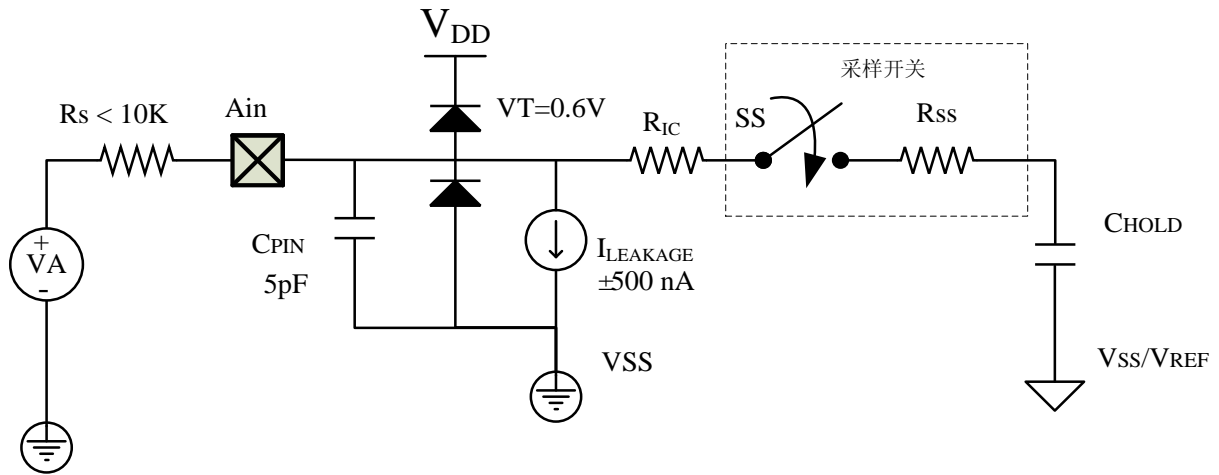 VDD
采样开关
Rs < 10K
Ain
VT=0.6V
RIC
SS
RSS
CPIN
5pF
ILEAKAGE
±500 nA
CHOLD
+
VA
-
VSS
VSS/VREF